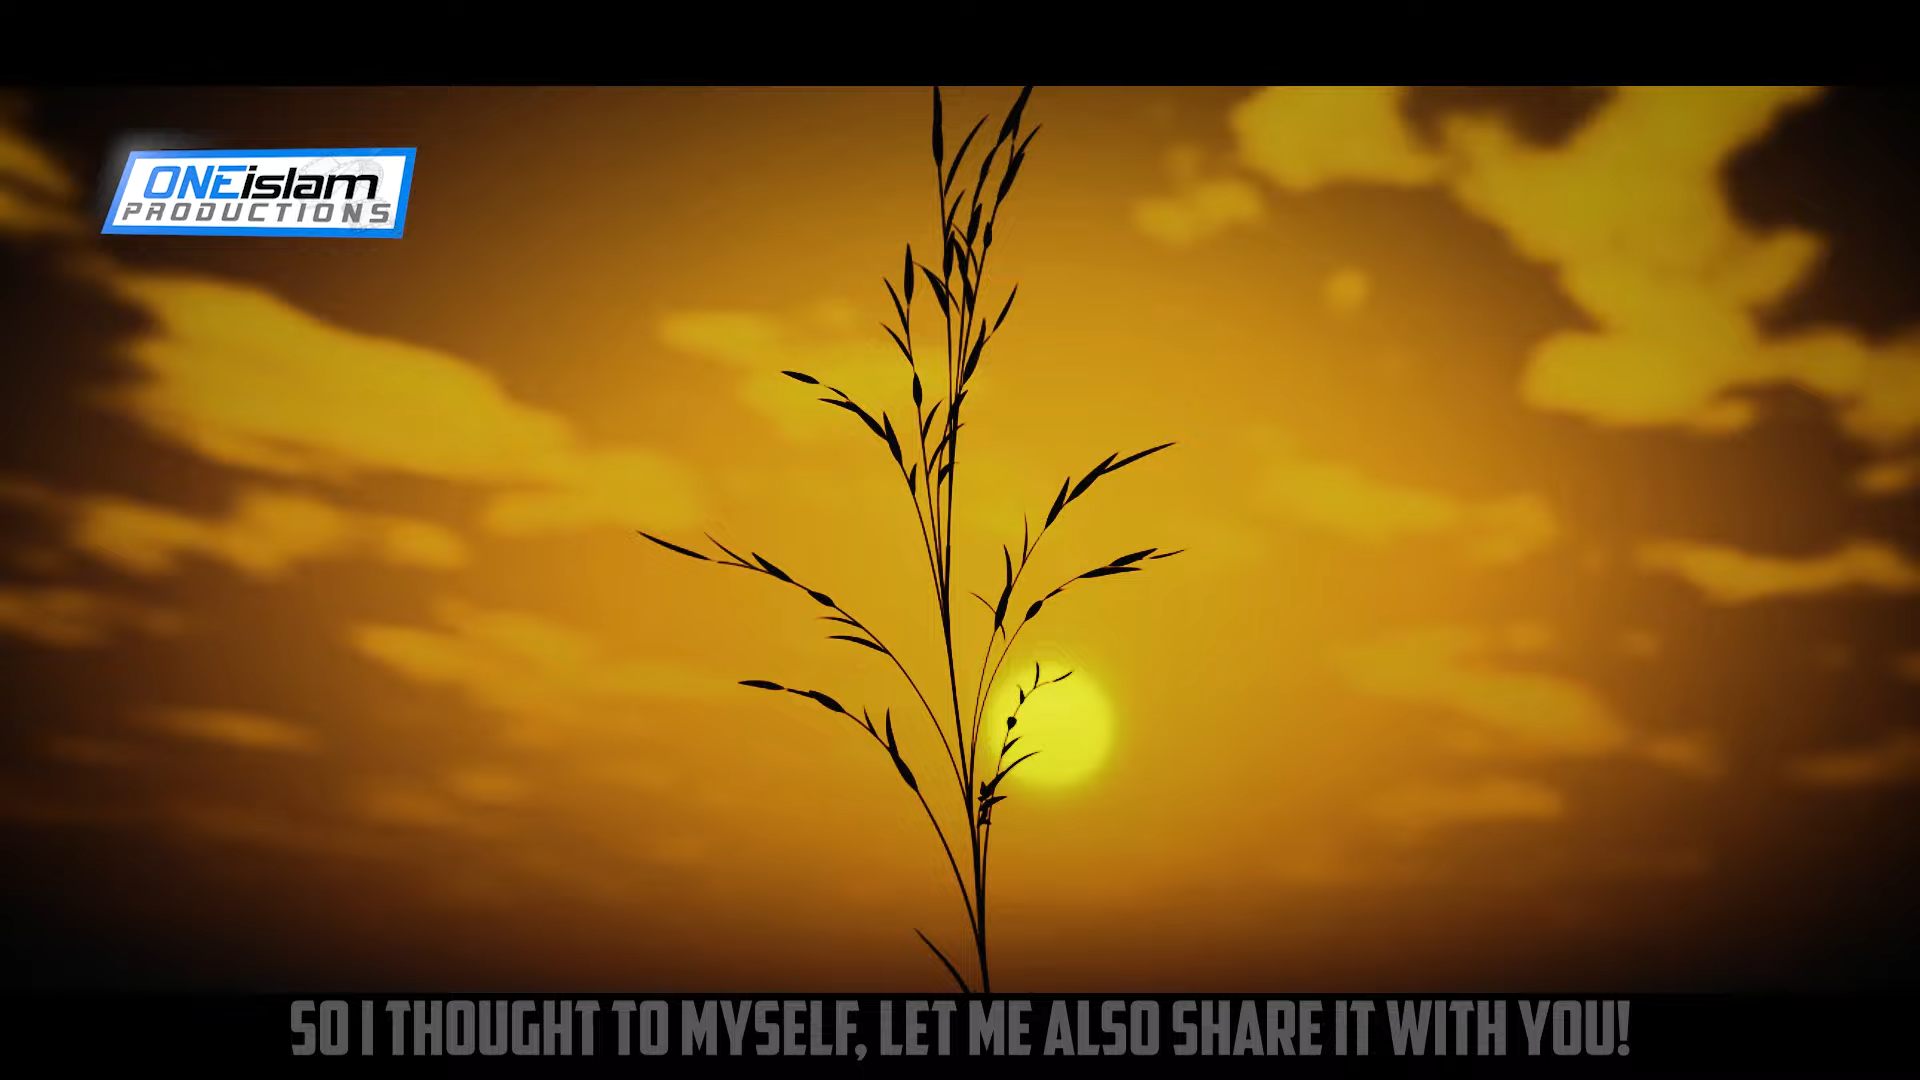 ONEislam
PRODUCTIONS
SO I THOUGHT TO MYSELF, LET ME ALSO SHARE IT WITH YOU!